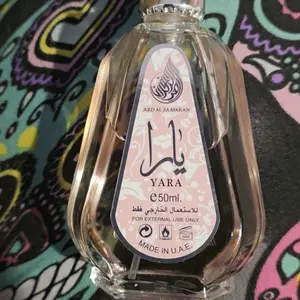 ARD AL ZAAFARAN
يارا
YARA
℮50ml.
للاستعمال الخارجي فقط
FOR EXTERNAL USE ONLY
MADE IN U.A.E.